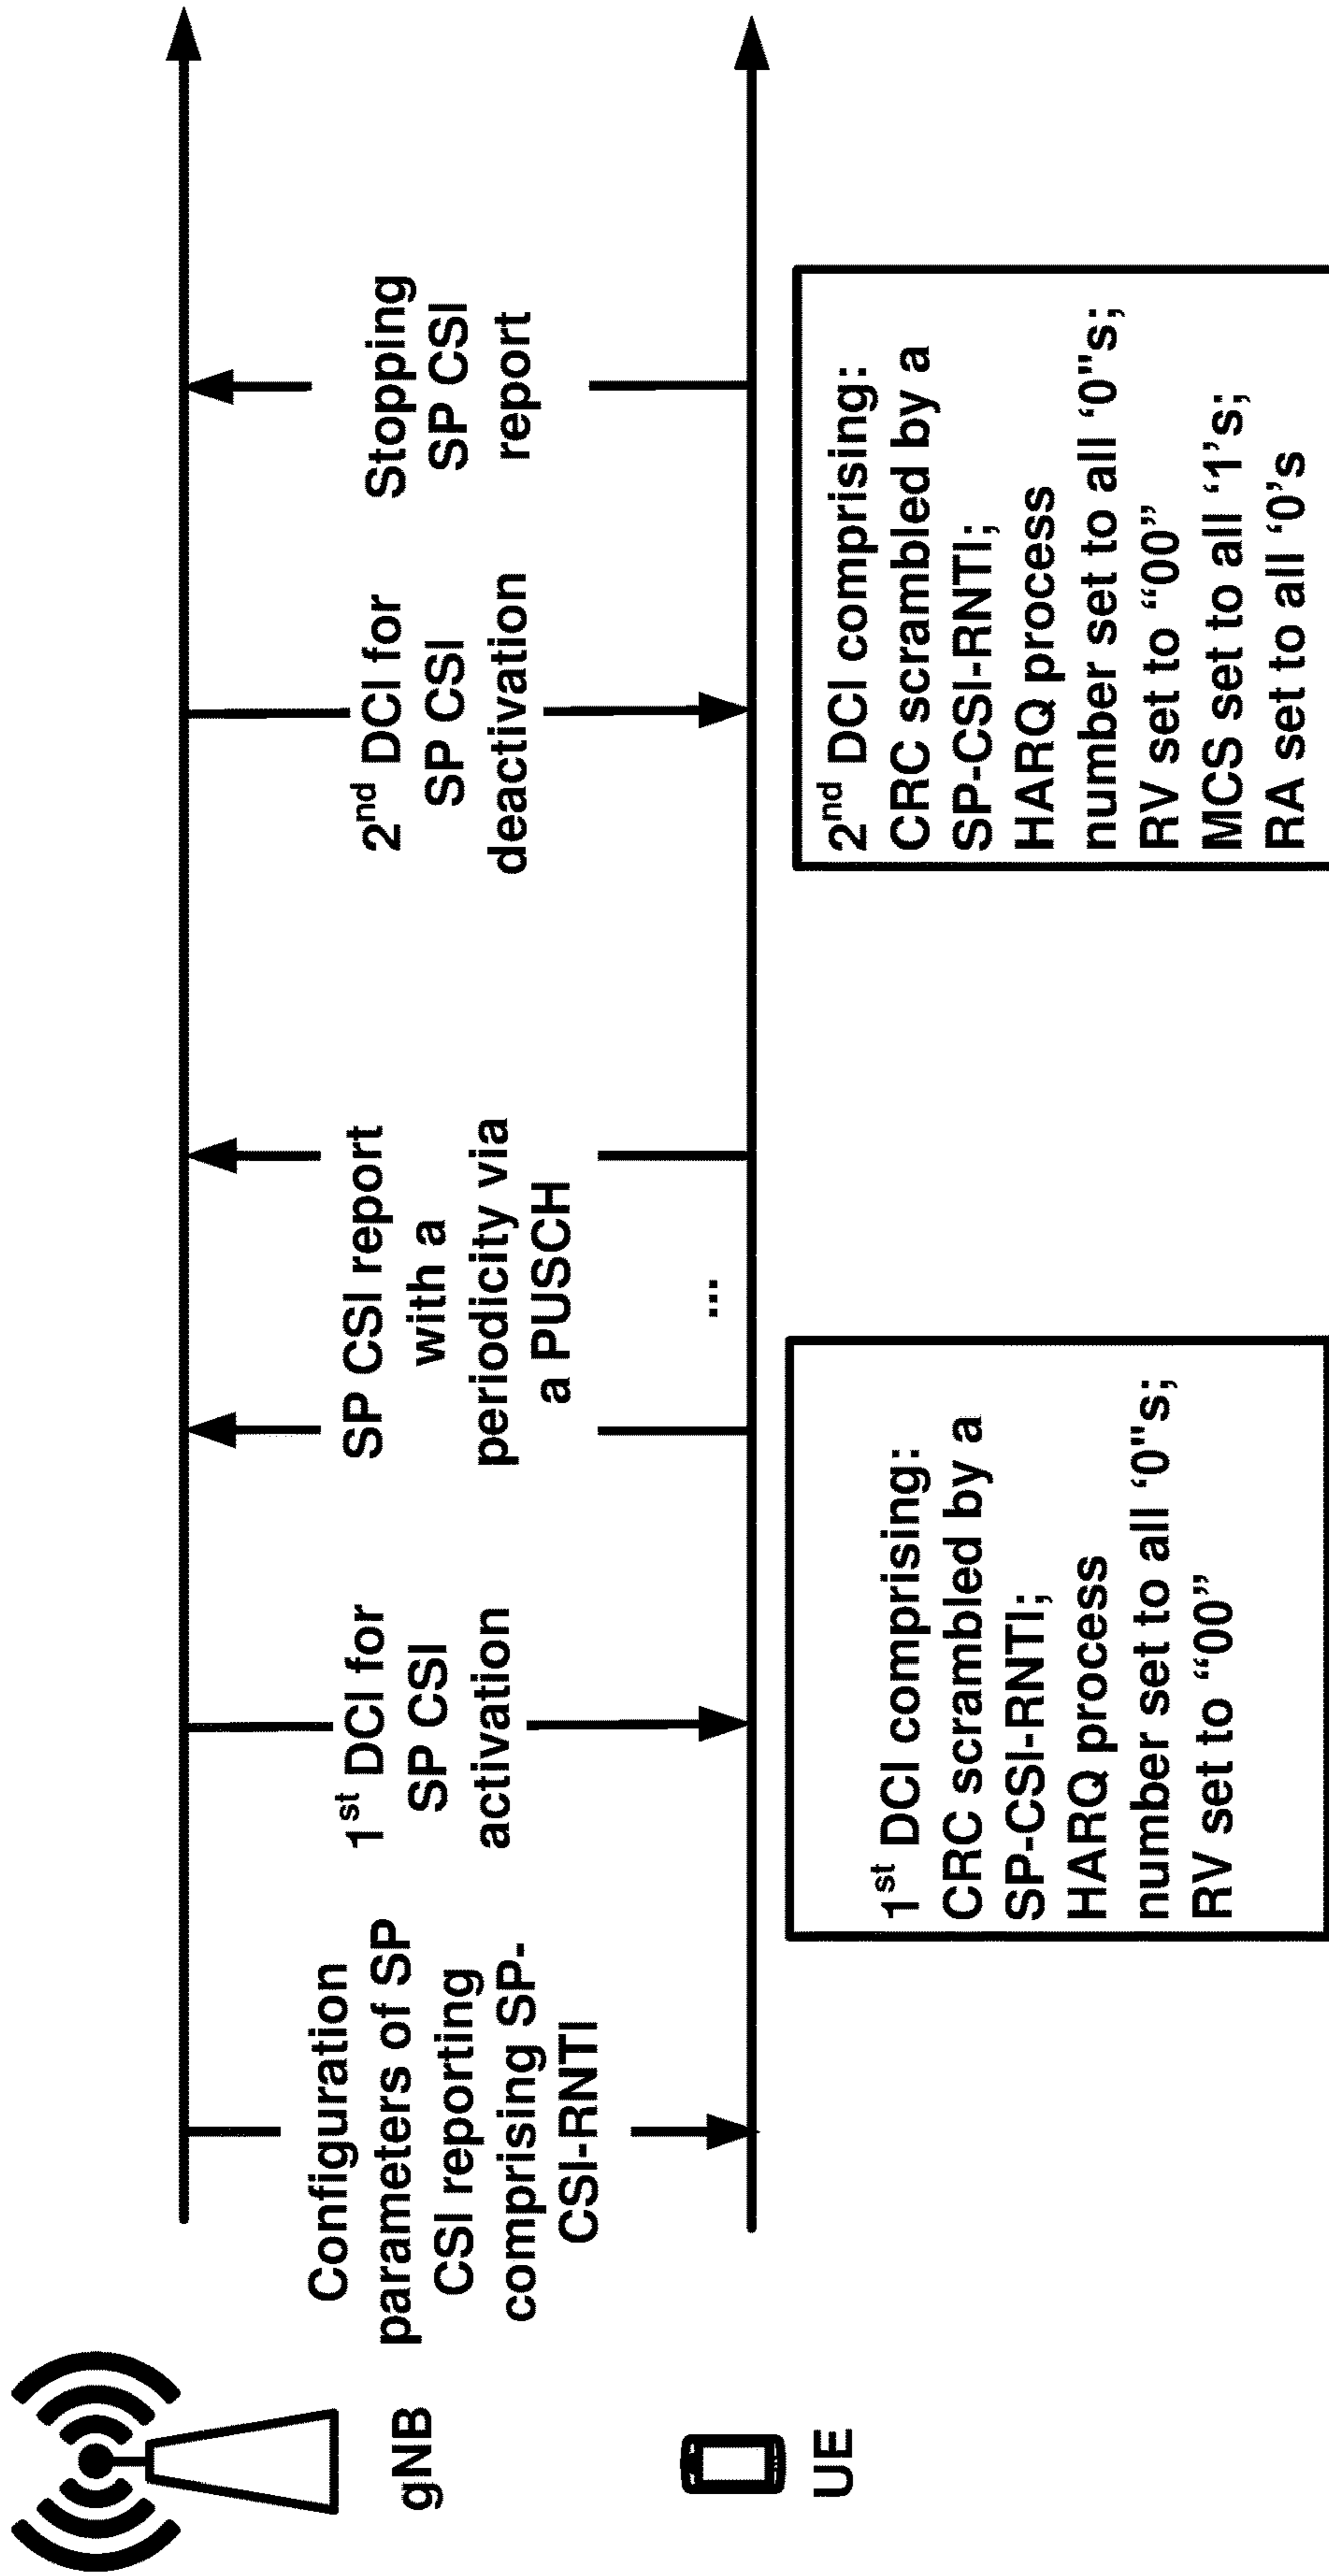 gNB
UE
Configuration
parameters of SP
CSI reporting
comprising SP-
CSI-RNTI
1st DCI for
SP CSI
activation
SP CSI report
with a
periodicity via
a PUSCH
...
2nd DCI for
SP CSI
deactivation
Stopping
SP CSI
report
1st DCI comprising:
CRC scrambled by a
SP-CSI-RNTI;
HARQ process
number set to all ‘0"s;
RV set to “00”
2nd DCI comprising:
CRC scrambled by a
SP-CSI-RNTI;
HARQ process
number set to all ‘0"s;
RV set to “00”
MCS set to all ‘1’s;
RA set to all ‘0’s